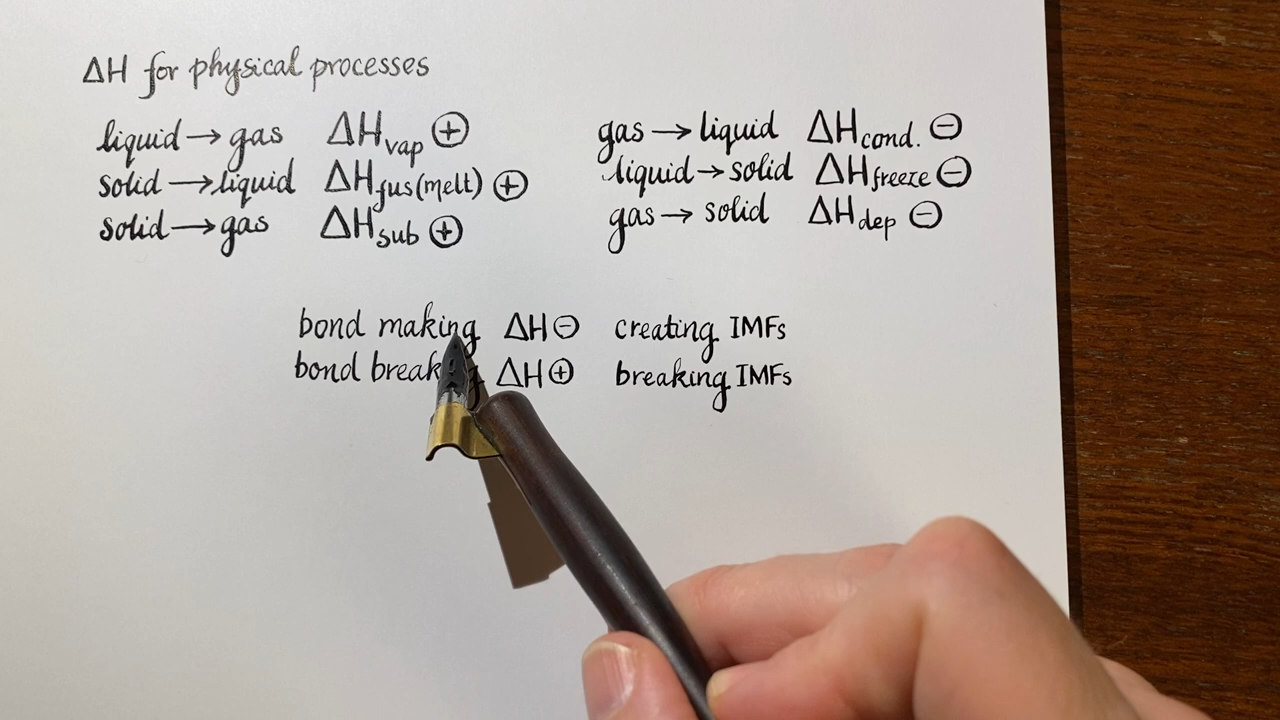 ΔH for physical processes
liquid → gas ΔHvap ⊕
solid → liquid ΔHfus(melt) ⊕
solid → gas ΔHsub ⊕
gas → liquid ΔHcond. ⊖
liquid → solid ΔHfreeze ⊖
gas → solid ΔHdep ⊖
bond making ΔH ⊖ creating IMFs
bond ΔH ⊕ breaking IMFs